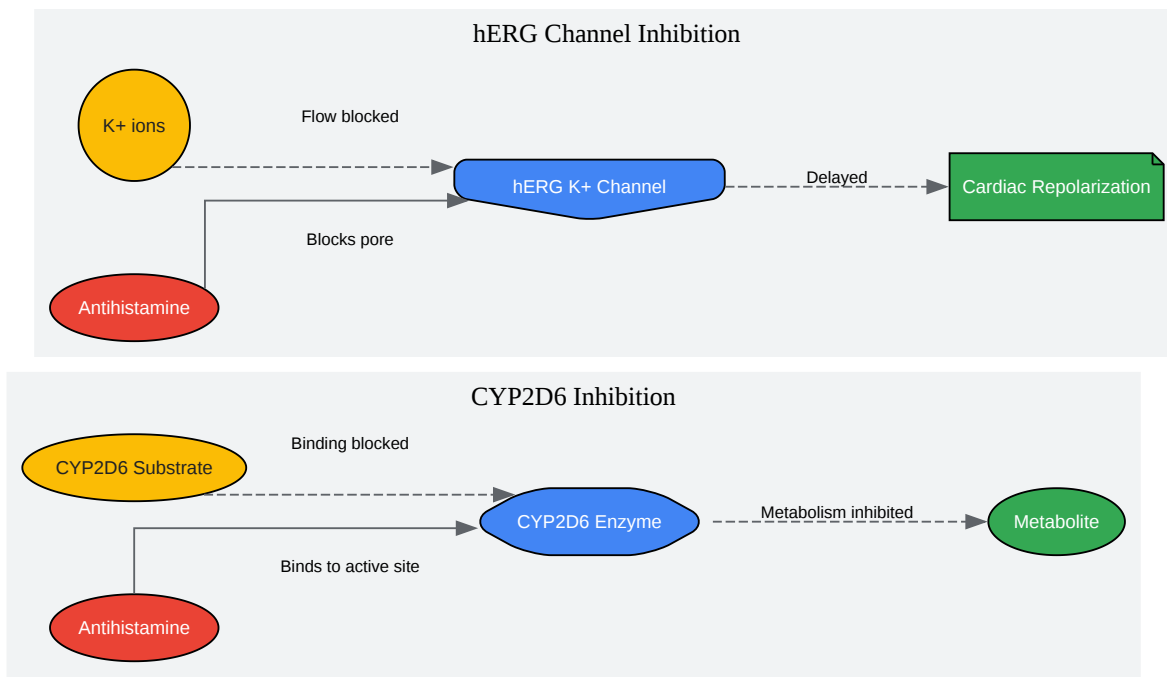 hERG Channel Inhibition
K+ ions
Flow blocked
hERG K+ Channel
Delayed
Cardiac Repolarization
Blocks pore
Antihistamine
CYP2D6 Inhibition
CYP2D6 Substrate
Binding blocked
CYP2D6 Enzyme
Metabolism inhibited
Metabolite
Binds to active site
Antihistamine